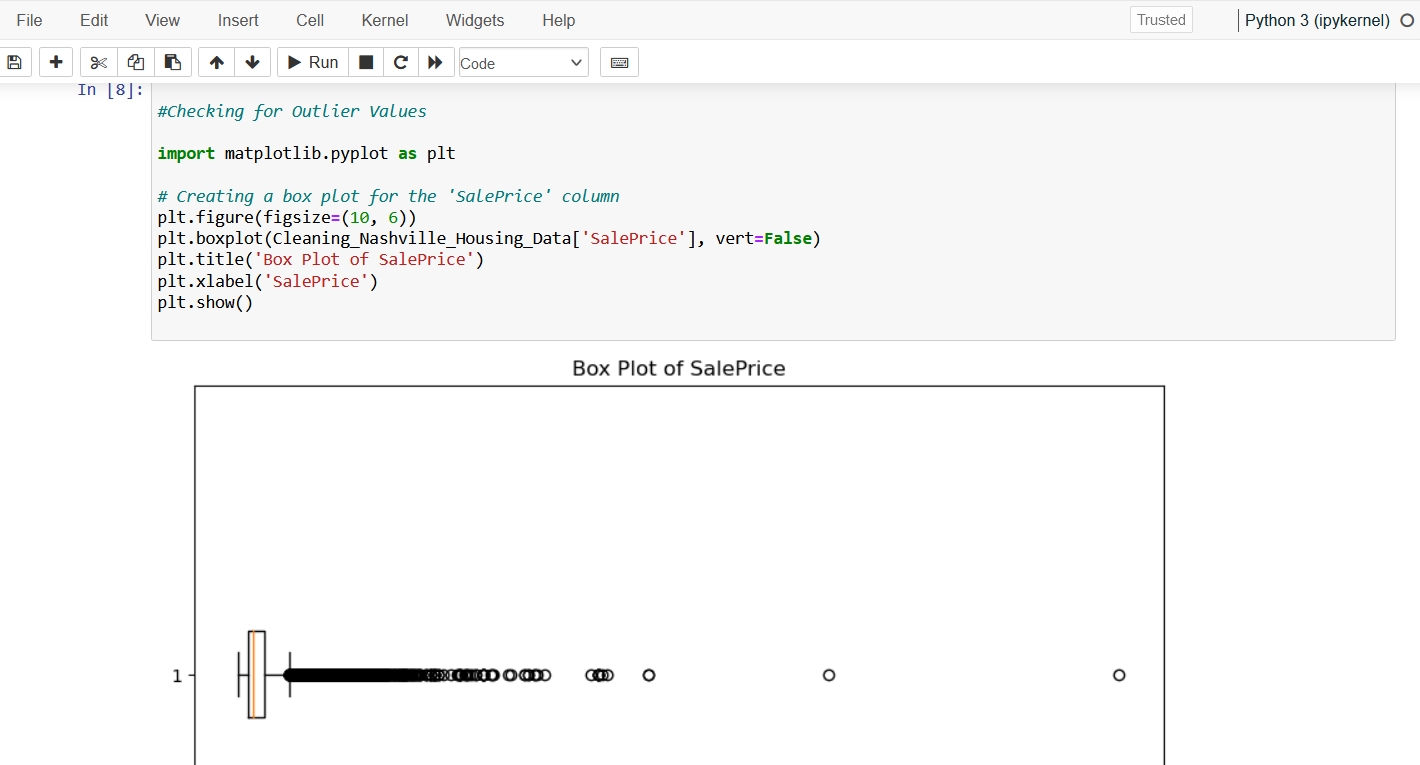 File Edit View Insert Cell Kernel Widgets Help Trusted Python 3 (ipykernel)
Run Code
In [8]:
#Checking for Outlier Values
import matplotlib.pyplot as plt
# Creating a box plot for the 'SalePrice' column
plt.figure(figsize=(10, 6))
plt.boxplot(Cleaning_Nashville_Housing_Data['SalePrice'], vert=False)
plt.title('Box Plot of SalePrice')
plt.xlabel('SalePrice')
plt.show()
Box Plot of SalePrice
1